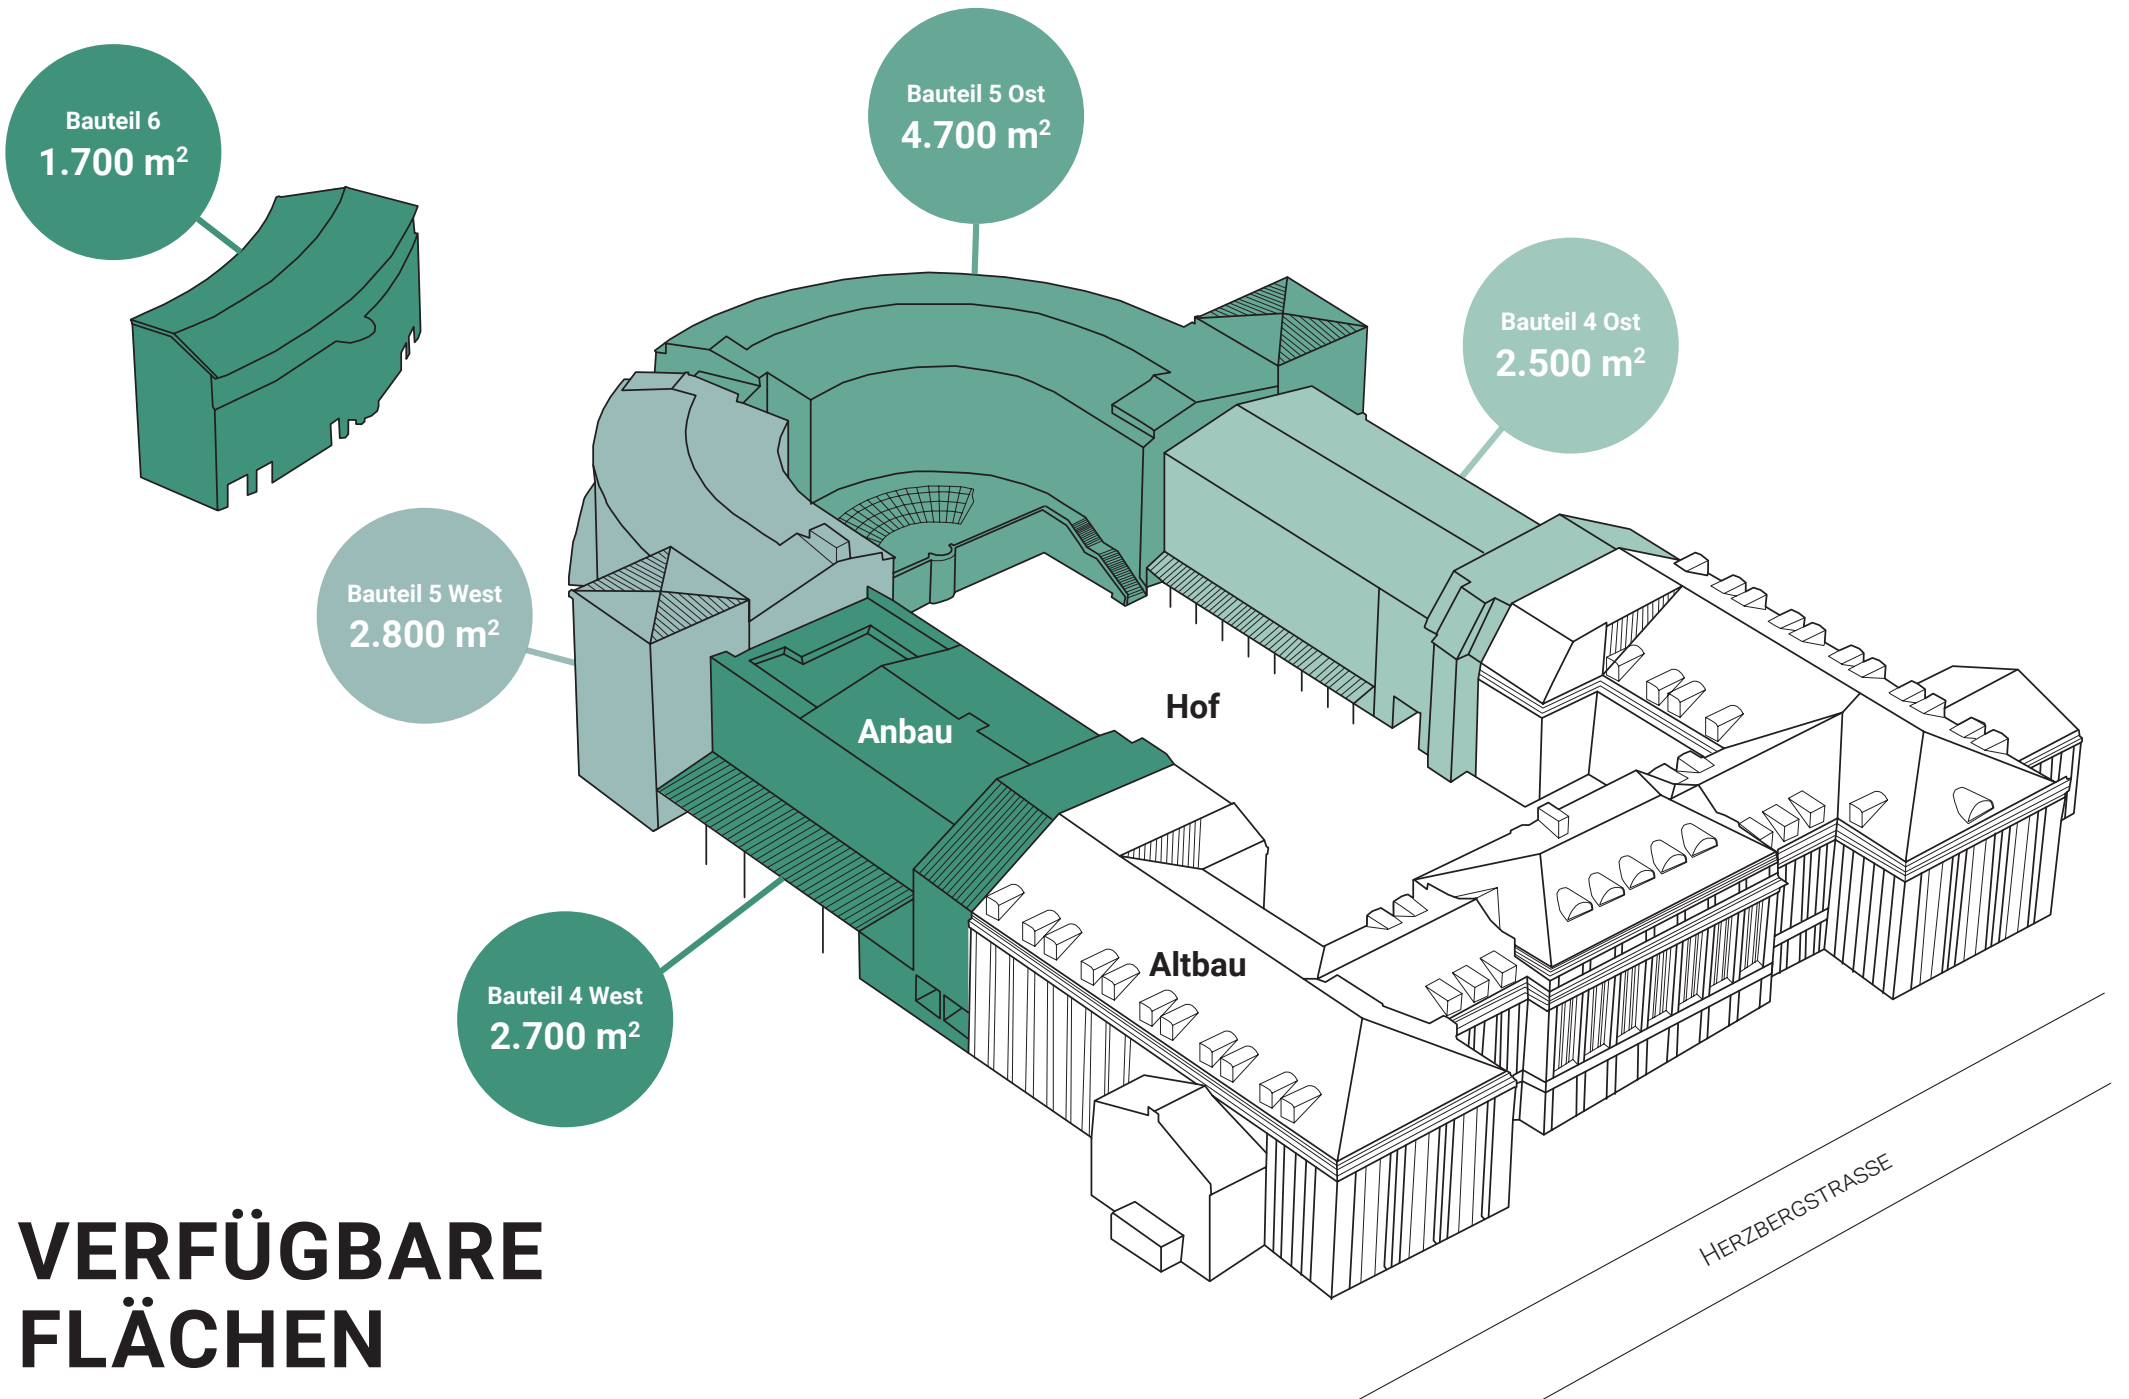 Bauteil 6
1.700 m²
Bauteil 5 Ost
4.700 m²
Bauteil 4 Ost
2.500 m²
Bauteil 5 West
2.800 m²
Hof
Anbau
Altbau
Bauteil 4 West
2.700 m²
HERZBERGSTRASSE
VERFÜGBARE
FLÄCHEN